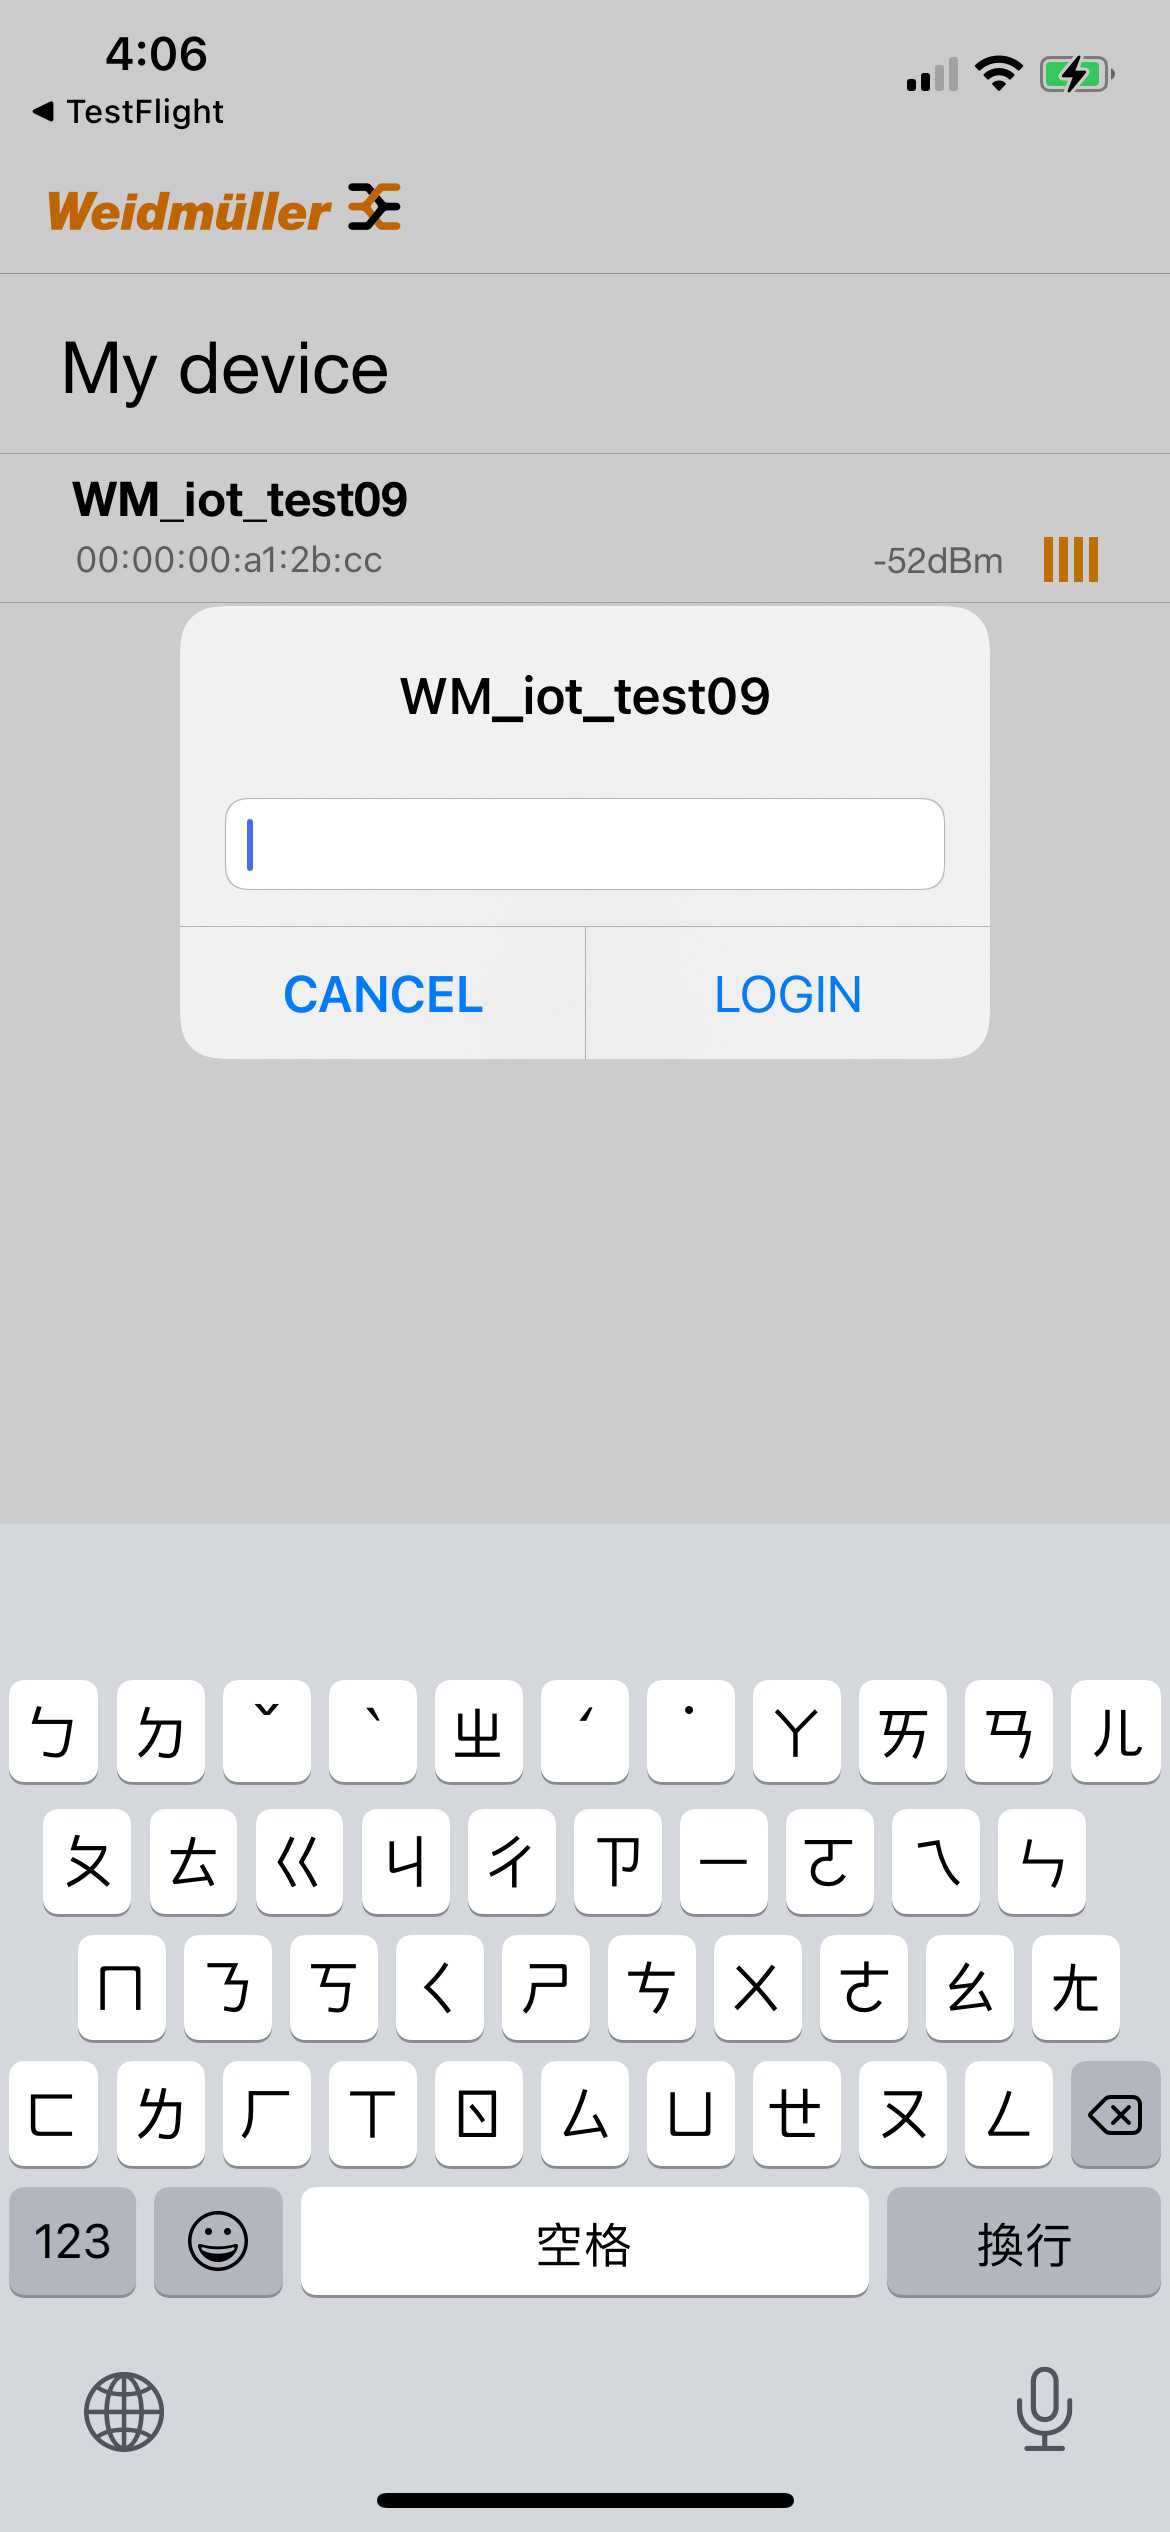 4:06
TestFlight
Weidmüller
My device
WM_iot_test09
00:00:00:a1:2b:cc -52dBm
WM_iot_test09
CANCEL LOGIN
ㄅ ㄉ ˇ ˋ ㄓ ˊ ˙ ㄚ ㄞ ㄢ ㄦ
ㄆ ㄊ ㄍ ㄐ ㄔ ㄗ ㄧ ㄛ ㄟ ㄣ
ㄇ ㄋ ㄎ ㄑ ㄕ ㄘ ㄨ ㄜ ㄠ ㄤ
ㄈ ㄌ ㄏ ㄒ ㄖ ㄙ ㄩ ㄝ ㄡ ㄥ
123 空格 換行